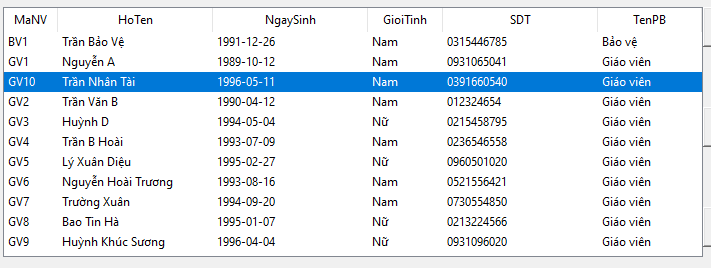 MaNV HoTen NgaySinh GioiTinh SDT TenPB
BV1 Trần Bảo Vệ 1991-12-26 Nam 0315446785 Bảo vệ
GV1 Nguyễn A 1989-10-12 Nam 0931065041 Giáo viên
GV10 Trần Nhân Tài 1996-05-11 Nam 0391660540 Giáo viên
GV2 Trần Văn B 1990-04-12 Nam 012324654 Giáo viên
GV3 Huỳnh D 1994-05-04 Nữ 0215458795 Giáo viên
GV4 Trần B Hoài 1993-07-09 Nam 0236546558 Giáo viên
GV5 Lý Xuân Diệu 1995-02-27 Nữ 0960501020 Giáo viên
GV6 Nguyễn Hoài Trương 1993-08-16 Nam 0521556421 Giáo viên
GV7 Trường Xuân 1994-09-20 Nam 0730554850 Giáo viên
GV8 Bao Tin Hà 1995-01-07 Nữ 0213224566 Giáo viên
GV9 Huỳnh Khúc Sương 1996-04-04 Nữ 0931096020 Giáo viên